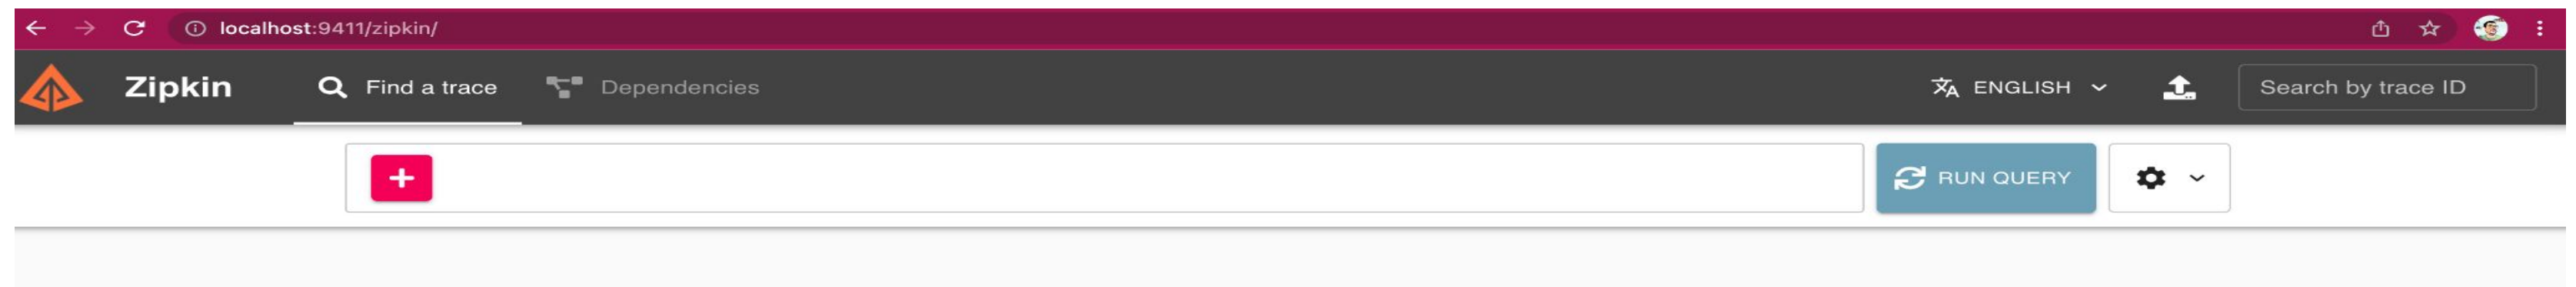 localhost:9411/zipkin/
Zipkin Find a trace Dependencies ENGLISH Search by trace ID
RUN QUERY